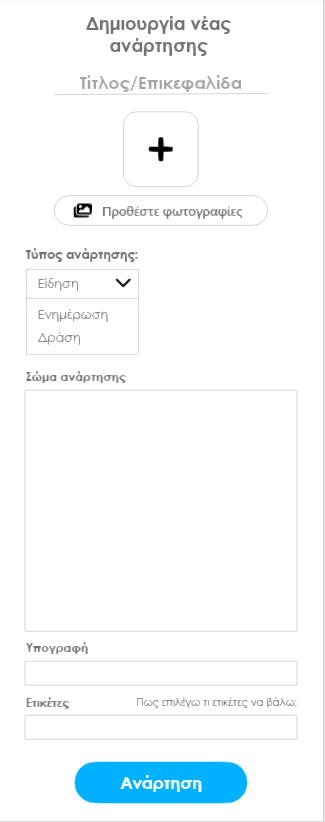 Δημιουργία νέας
ανάρτησης
Τίτλος/Επικεφαλίδα
Προθέστε φωτογραφίες
Τύπος ανάρτησης:
Είδηση
Ενημέρωση
Δράση
Σώμα ανάρτησης
Υπογραφή
Ετικέτες
Πως επιλέγω τι ετικέτες να βάλω;
Ανάρτηση